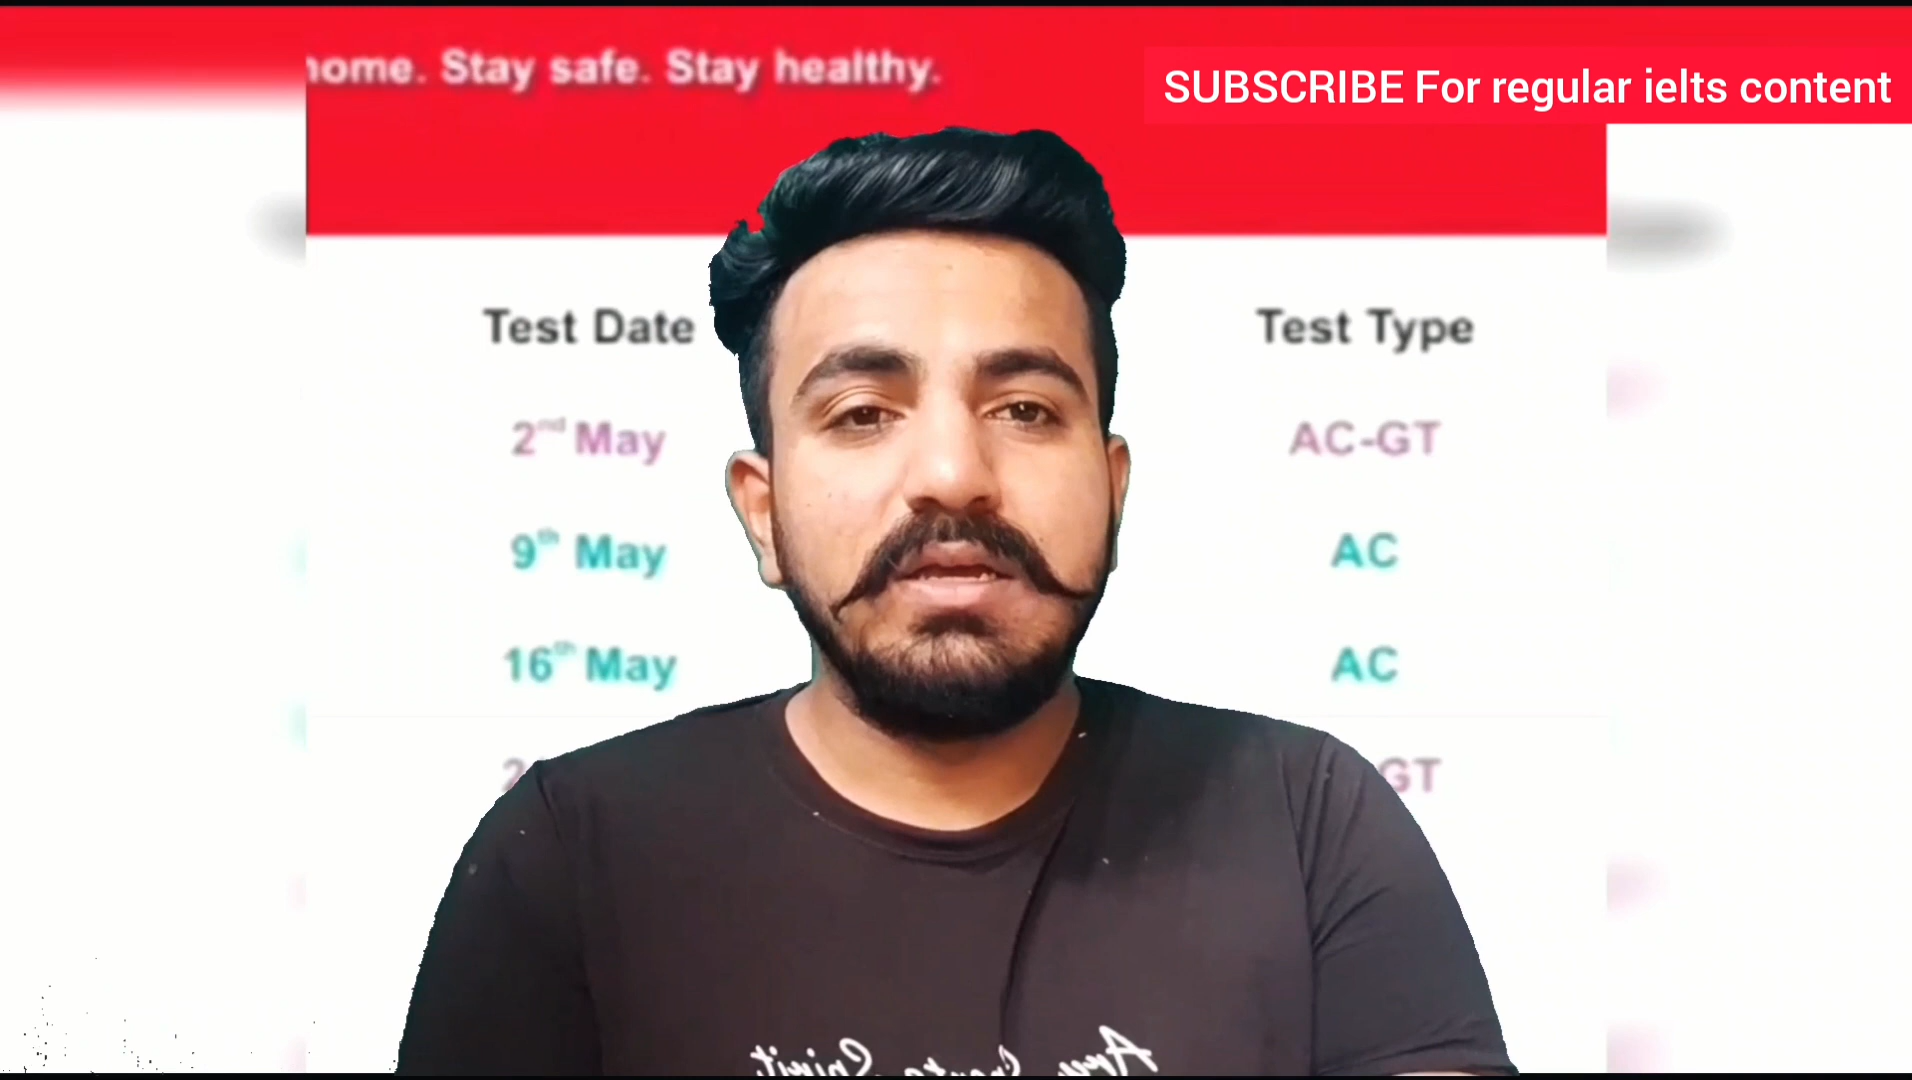 home. Stay safe. Stay healthy.
SUBSCRIBE For regular ielts content
Test Date Test Type
2nd May AC-GT
9th May AC
16th May AC
GT